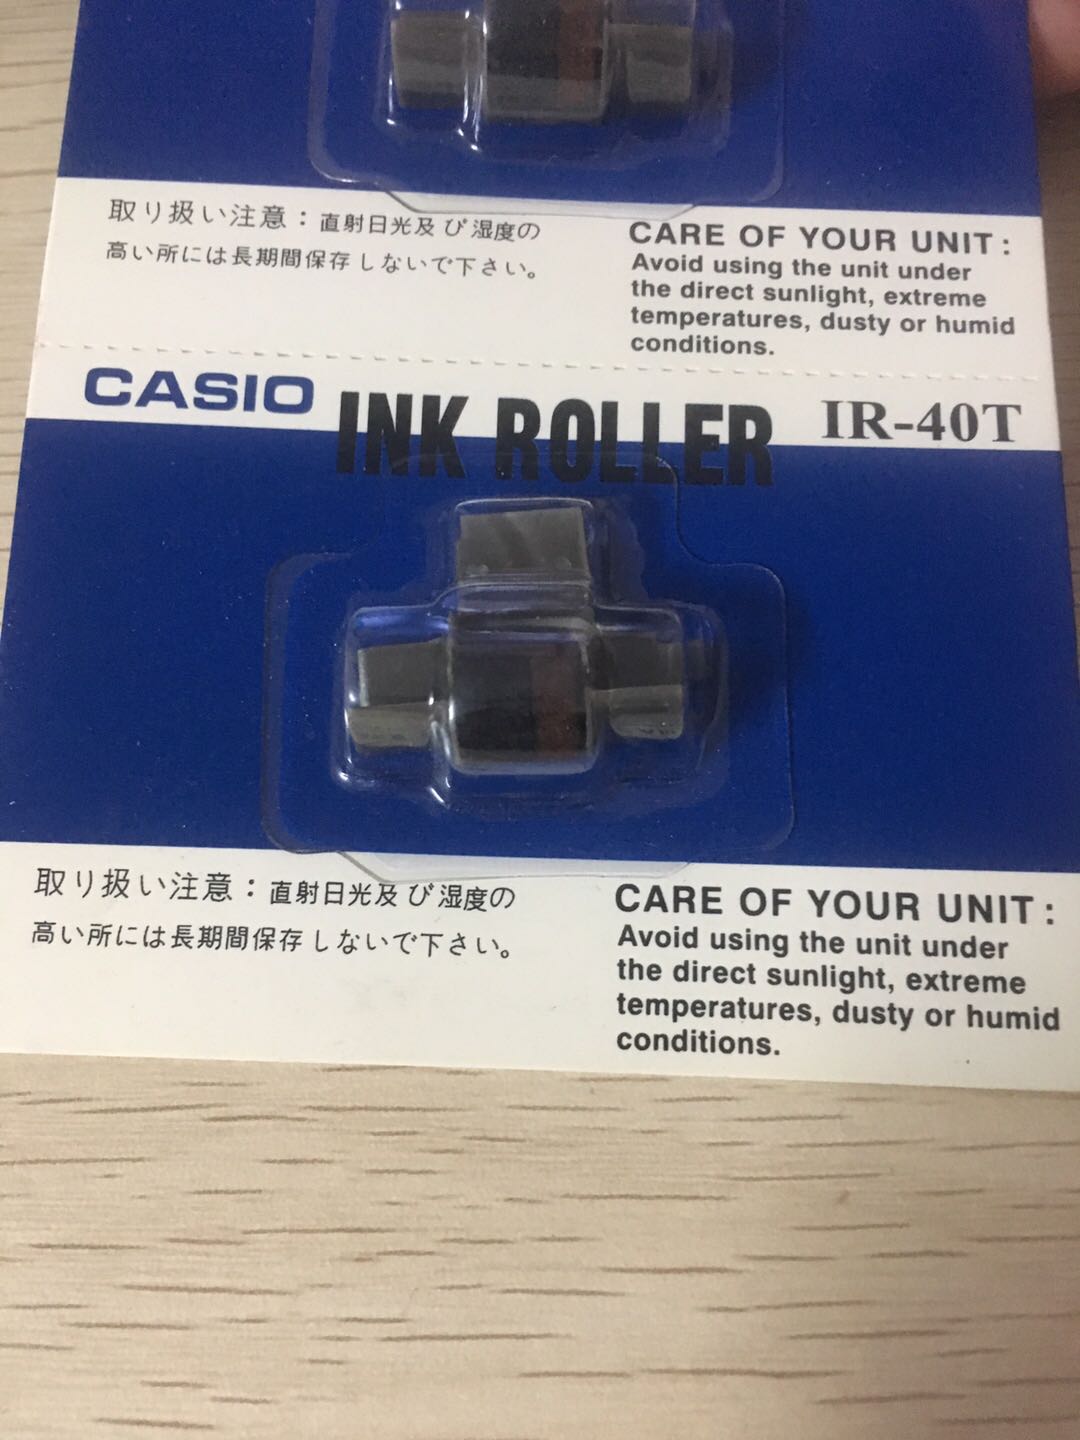 取り扱い注意：直射日光及び湿度の
高い所には長期間保存しないで下さい。
CARE OF YOUR UNIT :
Avoid using the unit under
the direct sunlight, extreme
temperatures, dusty or humid
conditions.
CASIO INK ROLLER IR-40T
取り扱い注意：直射日光及び湿度の
高い所には長期間保存しないで下さい。
CARE OF YOUR UNIT :
Avoid using the unit under
the direct sunlight, extreme
temperatures, dusty or humid
conditions.